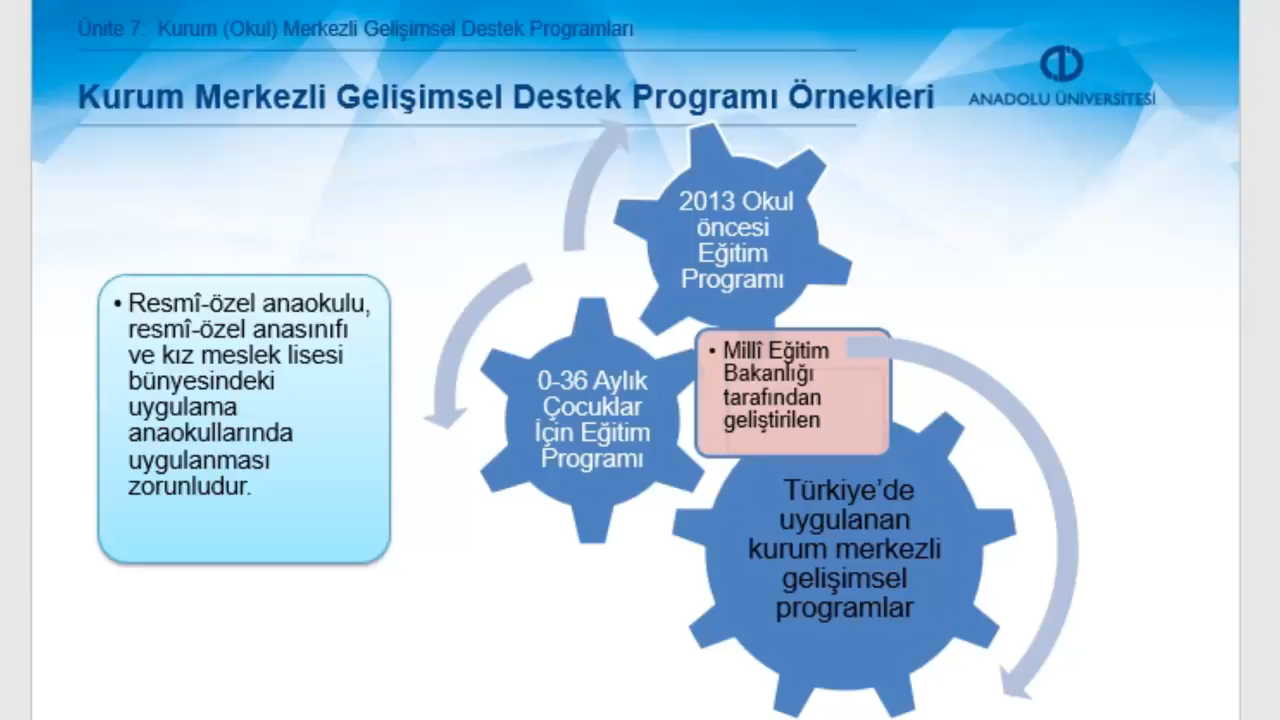 Ünite 7:  Kurum (Okul) Merkezli Gelişimsel Destek Programları
Kurum Merkezli Gelişimsel Destek Programı Örnekleri
ANADOLU ÜNİVERSİTESİ
2013 Okul
öncesi
Eğitim
Programı
• Resmî-özel anaokulu,
resmî-özel anasınıfı
ve kız meslek lisesi
bünyesindeki
uygulama
anaokullarında
uygulanması
zorunludur.
0-36 Aylık
Çocuklar
İçin Eğitim
Programı
• Millî Eğitim
Bakanlığı
tarafından
geliştirilen
Türkiye’de
uygulanan
kurum merkezli
gelişimsel
programlar